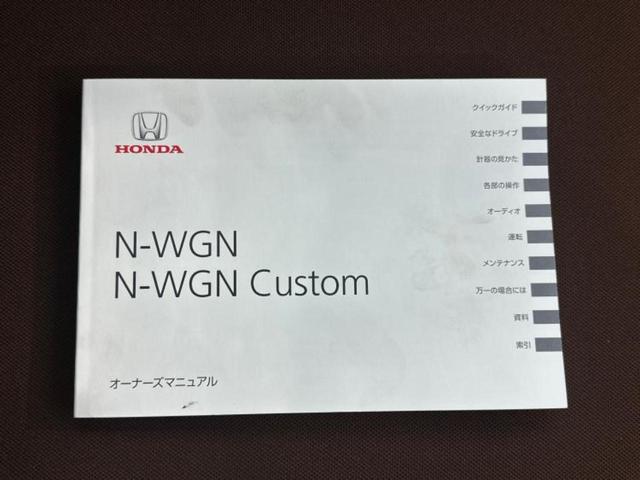 HONDA
N-WGN
N-WGN Custom
オーナーズマニュアル
クイックガイド
安全なドライブ
計器の見かた
各部の操作
オーディオ
運転
メンテナンス
万一の場合には
資料
索引